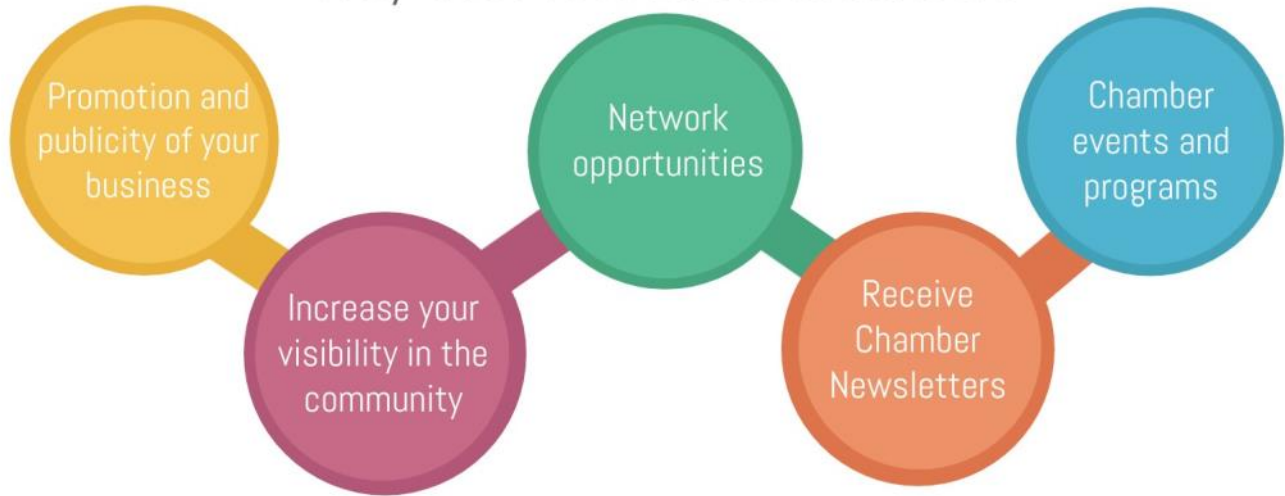 Promotion and
publicity of your
business
Increase your
visibility in the
community
Network
opportunities
Receive
Chamber
Newsletters
Chamber
events and
programs